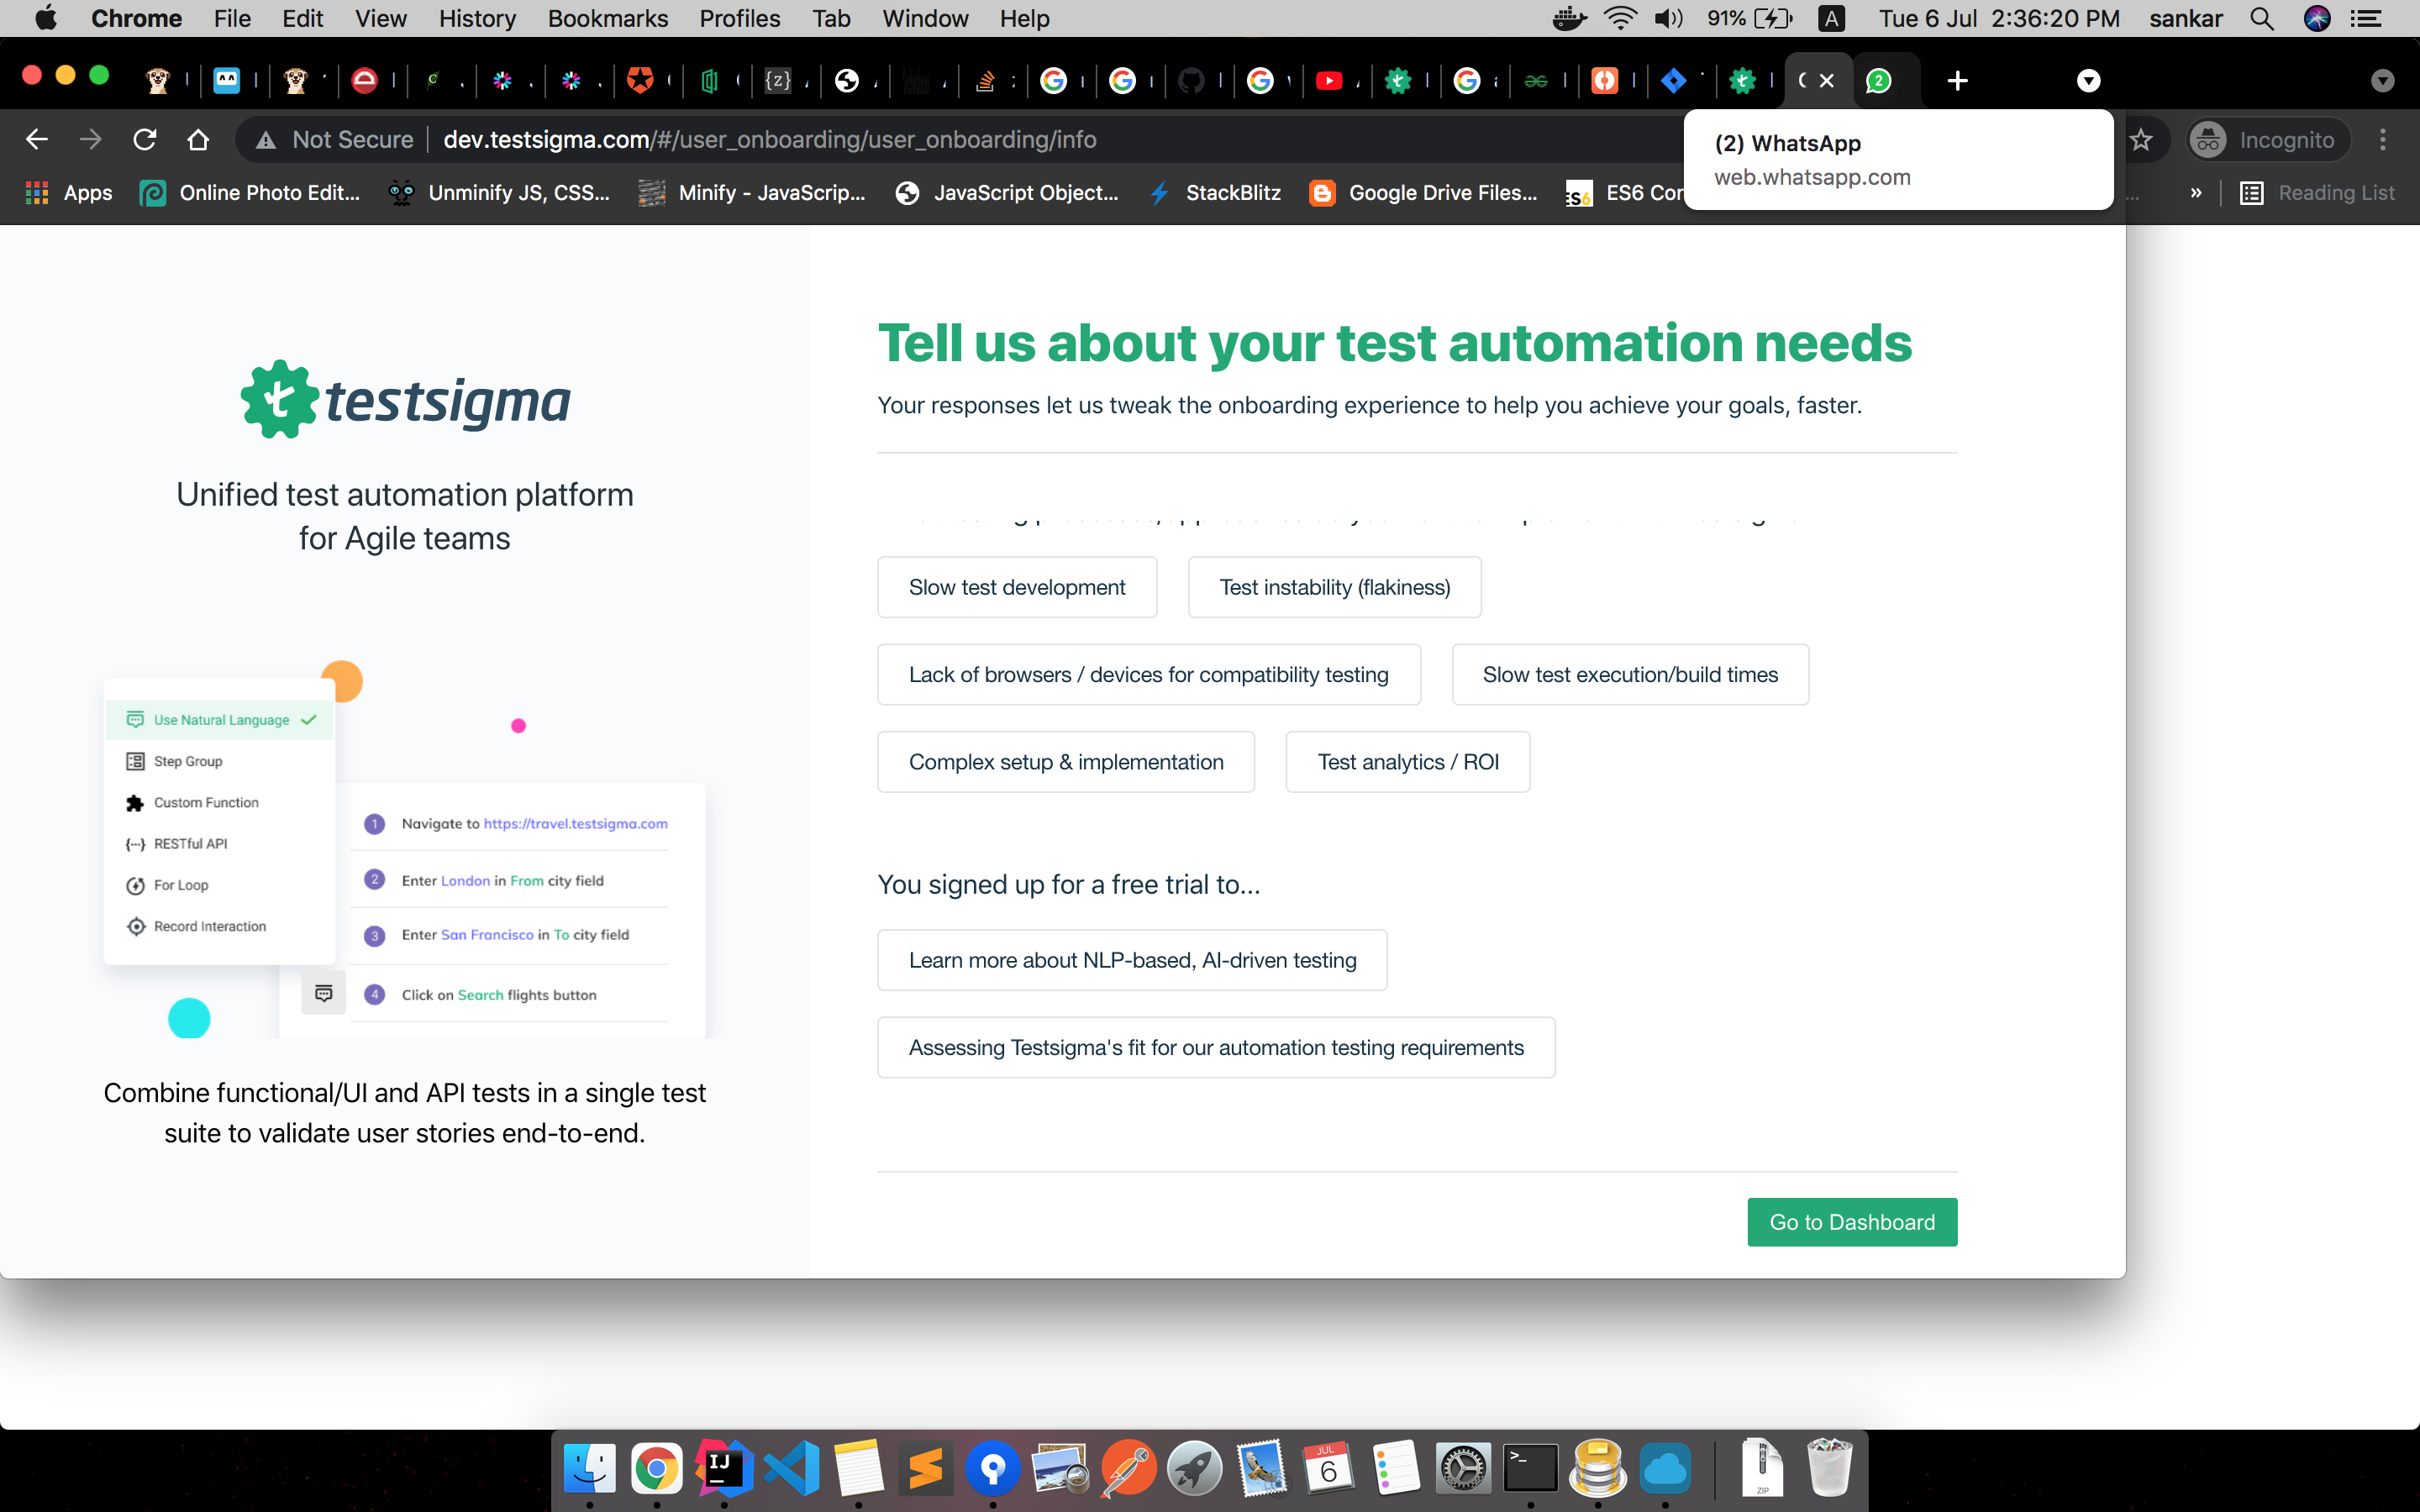 Chrome File Edit View History Bookmarks Profiles Tab Window Help 91% A Tue 6 Jul 2:36:20 PM sankar
Not Secure dev.testsigma.com/#/user_onboarding/user_onboarding/info Incognito
(2) WhatsApp
web.whatsapp.com
Apps Online Photo Edit... Unminify JS, CSS... Minify - JavaScrip... JavaScript Object... StackBlitz Google Drive Files... ES6 Cor » Reading List
testsigma
Unified test automation platform
for Agile teams
Use Natural Language
Step Group
Custom Function
RESTful API
For Loop
Record Interaction
1 Navigate to https://travel.testsigma.com
2 Enter London in From city field
3 Enter San Francisco in To city field
4 Click on Search flights button
Combine functional/UI and API tests in a single test
suite to validate user stories end-to-end.
Tell us about your test automation needs
Your responses let us tweak the onboarding experience to help you achieve your goals, faster.
Slow test development
Test instability (flakiness)
Lack of browsers / devices for compatibility testing
Slow test execution/build times
Complex setup & implementation
Test analytics / ROI
You signed up for a free trial to...
Learn more about NLP-based, AI-driven testing
Assessing Testsigma's fit for our automation testing requirements
Go to Dashboard
IJ
JUL
6
ZIP